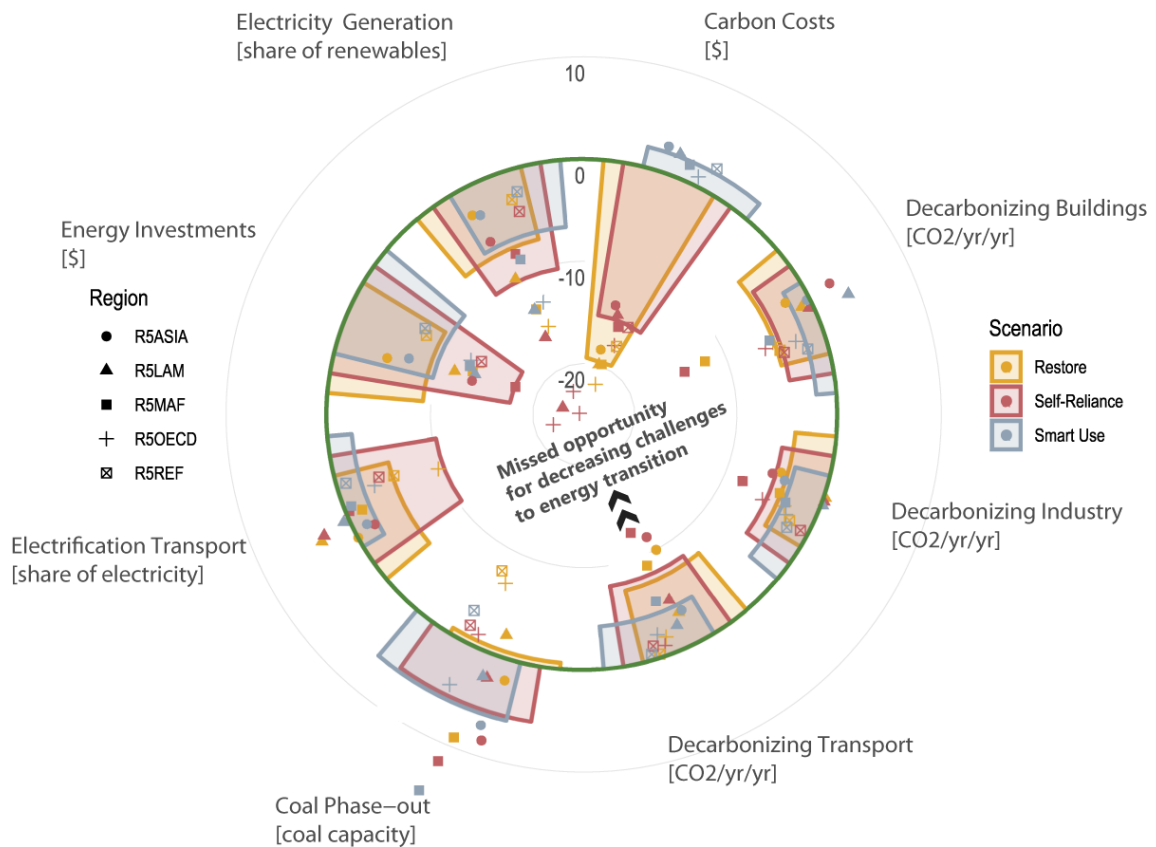 Electricity Generation
[share of renewables]
Carbon Costs
[$]
10
0
-10
-20
Decarbonizing Buildings
[CO2/yr/yr]
Energy Investments
[$]
Region
R5ASIA
R5LAM
R5MAF
R5OECD
R5REF
Scenario
Restore
Self-Reliance
Smart Use
Missed opportunity
for decreasing challenges
to energy transition
Decarbonizing Industry
[CO2/yr/yr]
Electrification Transport
[share of electricity]
Decarbonizing Transport
[CO2/yr/yr]
Coal Phase−out
[coal capacity]